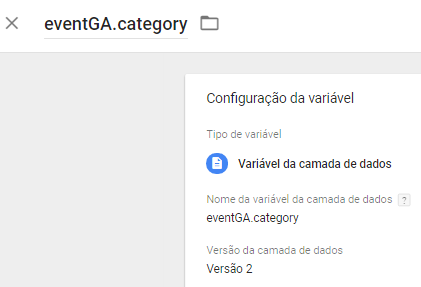 eventGA.category
Configuração da variável
Tipo de variável
Variável da camada de dados
Nome da variável da camada de dados ?
eventGA.category
Versão da camada de dados
Versão 2